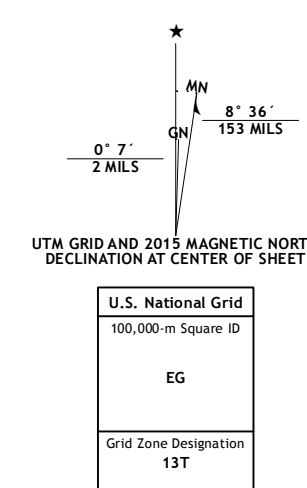 ★
MN
8° 36´
153 MILS
GN
0° 7´
2 MILS
UTM GRID AND 2015 MAGNETIC NORT
DECLINATION AT CENTER OF SHEET
U.S. National Grid
100,000-m Square ID
EG
Grid Zone Designation
13T